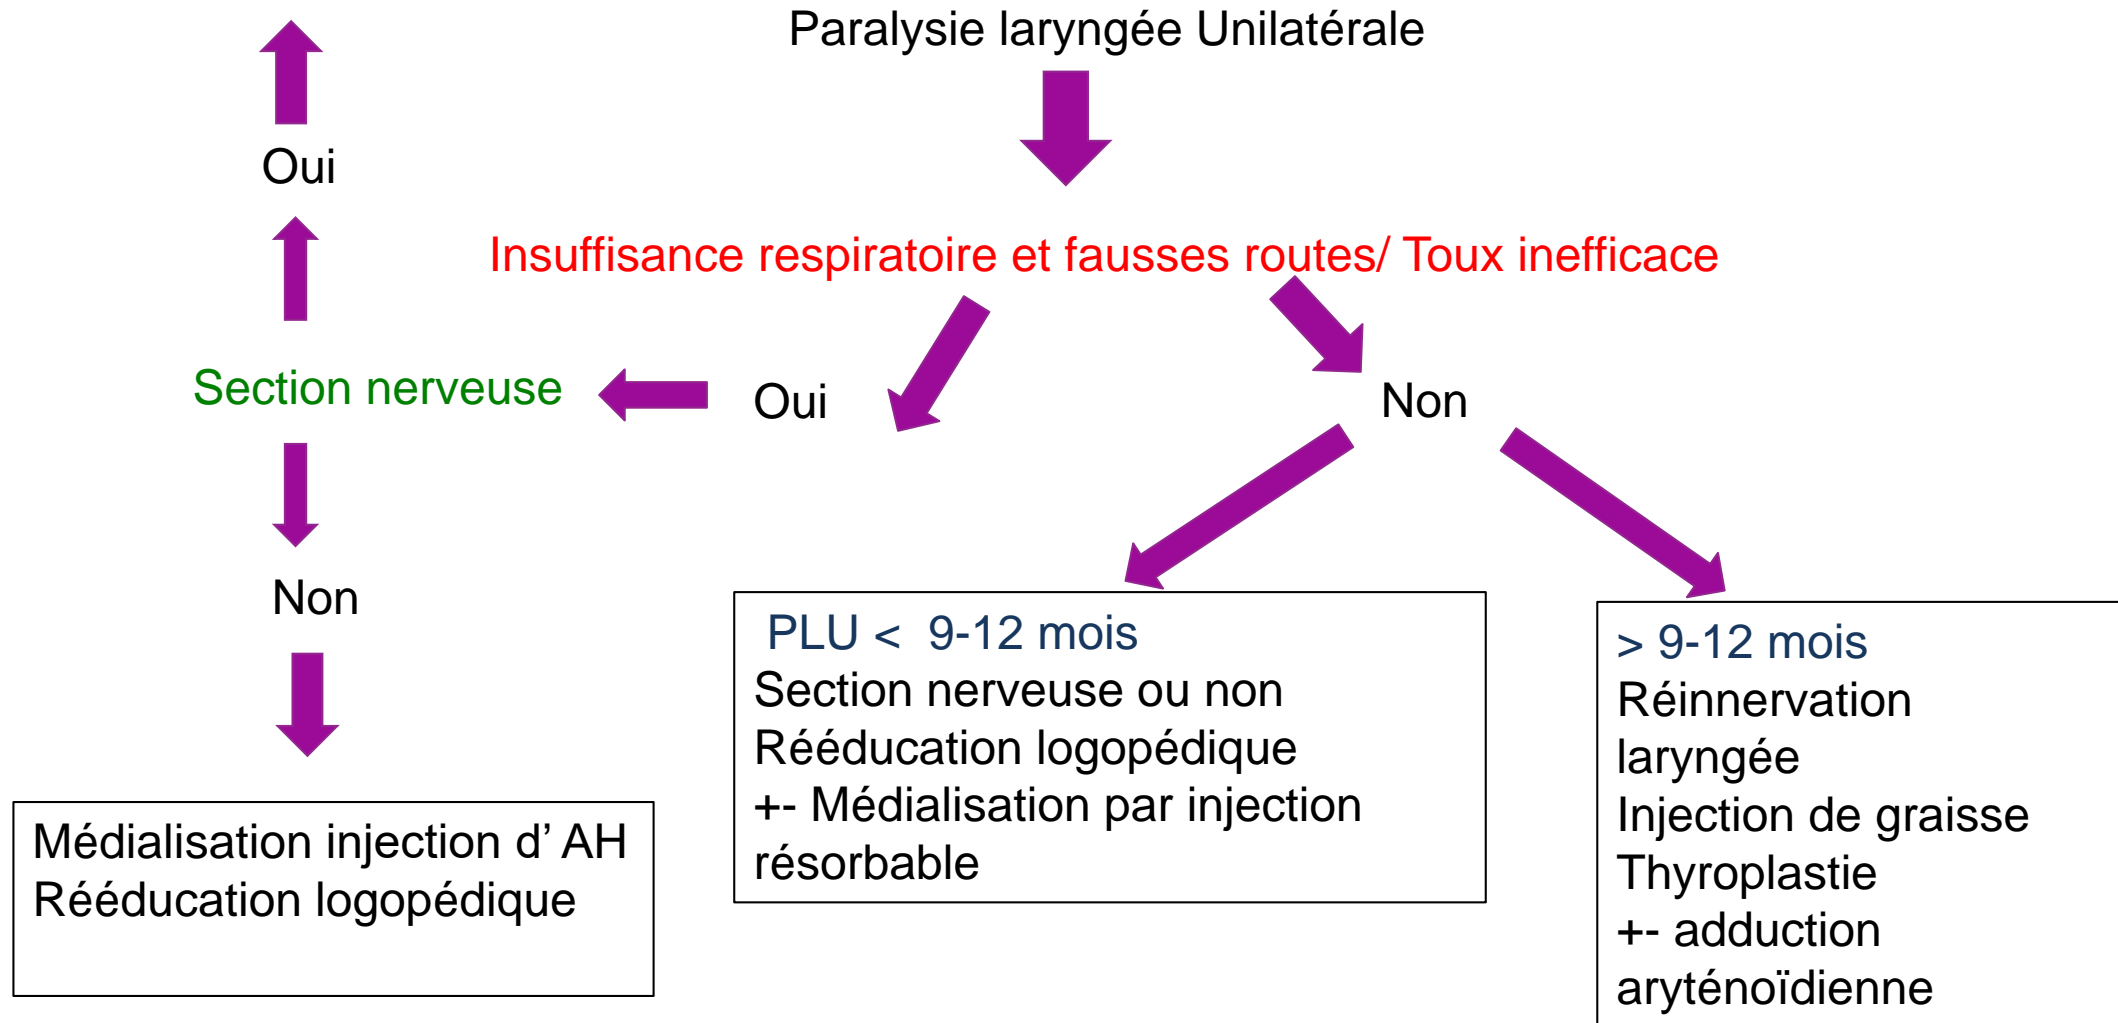 Paralysie laryngée Unilatérale
Oui
Insuffisance respiratoire et fausses routes/ Toux inefficace
Section nerveuse
Oui
Non
Non
Médialisation injection d’ AH
Rééducation logopédique
PLU < 9-12 mois
Section nerveuse ou non
Rééducation logopédique
+- Médialisation par injection
résorbable
> 9-12 mois
Réinnervation
laryngée
Injection de graisse
Thyroplastie
+- adduction
aryténoïdienne